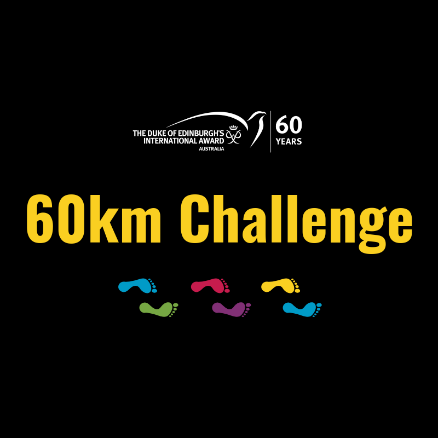 THE DUKE OF EDINBURGH'S
INTERNATIONAL AWARD
AUSTRALIA
60
YEARS
60km Challenge